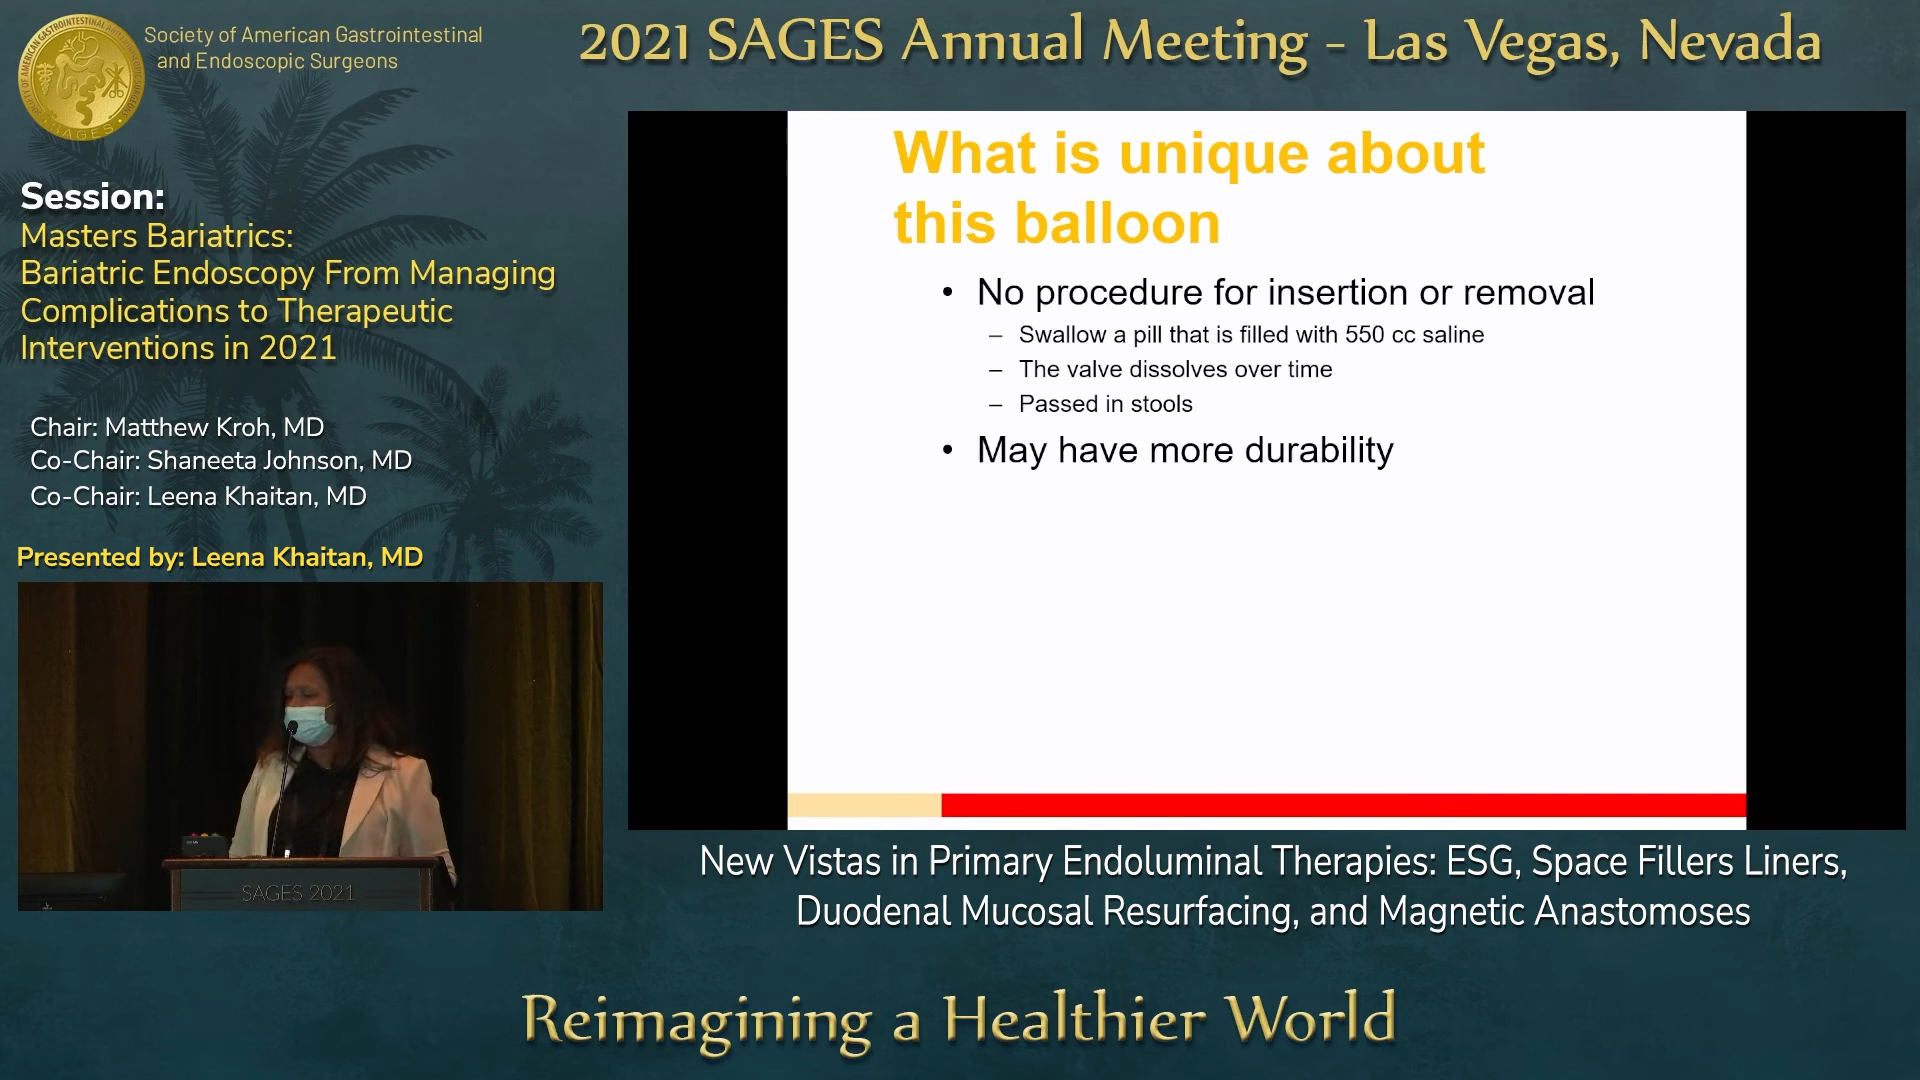 Society of American Gastrointestinal
and Endoscopic Surgeons
2021 SAGES Annual Meeting - Las Vegas, Nevada
SAGES
Session:
Masters Bariatrics:
Bariatric Endoscopy From Managing
Complications to Therapeutic
Interventions in 2021
Chair: Matthew Kroh, MD
Co-Chair: Shaneeta Johnson, MD
Co-Chair: Leena Khaitan, MD
Presented by: Leena Khaitan, MD
SAGES 2021
What is unique about
this balloon
• No procedure for insertion or removal
– Swallow a pill that is filled with 550 cc saline
– The valve dissolves over time
– Passed in stools
• May have more durability
New Vistas in Primary Endoluminal Therapies: ESG, Space Fillers Liners,
Duodenal Mucosal Resurfacing, and Magnetic Anastomoses
Reimagining a Healthier World